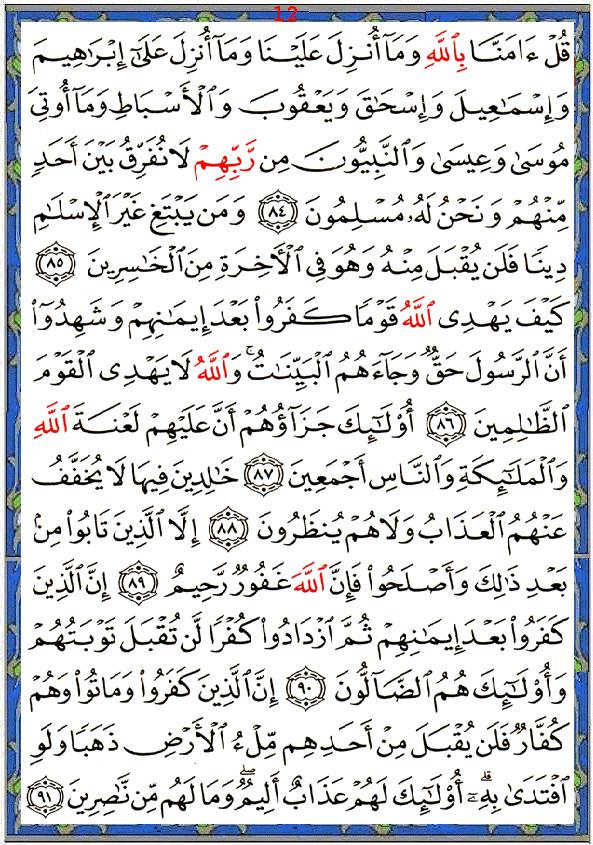 12
قُلْ ءَامَنَّا بِٱللَّهِ وَمَآ أُنزِلَ عَلَيْنَا وَمَآ أُنزِلَ عَلَىٰٓ إِبْرَٰهِيمَ
وَإِسْمَٰعِيلَ وَإِسْحَٰقَ وَيَعْقُوبَ وَٱلْأَسْبَاطِ وَمَآ أُوتِىَ
مُوسَىٰ وَعِيسَىٰ وَٱلنَّبِيُّونَ مِن رَّبِّهِمْ لَا نُفَرِّقُ بَيْنَ أَحَدٍ
مِّنْهُمْ وَنَحْنُ لَهُۥ مُسْلِمُونَ ٨٤ وَمَن يَبْتَغِ غَيْرَ ٱلْإِسْلَٰمِ
دِينًا فَلَن يُقْبَلَ مِنْهُ وَهُوَ فِى ٱلْأَخِرَةِ مِنَ ٱلْخَٰسِرِينَ ٨٥
كَيْفَ يَهْدِى ٱللَّهُ قَوْمًا كَفَرُوا۟ بَعْدَ إِيمَٰنِهِمْ وَشَهِدُوٓا۟
أَنَّ ٱلرَّسُولَ حَقٌّ وَجَآءَهُمُ ٱلْبَيِّنَٰتُ ۚ وَٱللَّهُ لَا يَهْدِى ٱلْقَوْمَ
ٱلظَّٰلِمِينَ ٨٦ أُو۟لَٰٓئِكَ جَزَآؤُهُمْ أَنَّ عَلَيْهِمْ لَعْنَةَ ٱللَّهِ
وَٱلْمَلَٰٓئِكَةِ وَٱلنَّاسِ أَجْمَعِينَ ٨٧ خَٰلِدِينَ فِيهَا لَا يُخَفَّفُ
عَنْهُمُ ٱلْعَذَابُ وَلَا هُمْ يُنظَرُونَ ٨٨ إِلَّا ٱلَّذِينَ تَابُوا۟ مِنۢ
بَعْدِ ذَٰلِكَ وَأَصْلَحُوا۟ فَإِنَّ ٱللَّهَ غَفُورٌ رَّحِيمٌ ٨٩ إِنَّ ٱلَّذِينَ
كَفَرُوا۟ بَعْدَ إِيمَٰنِهِمْ ثُمَّ ٱزْدَادُوا۟ كُفْرًا لَّن تُقْبَلَ تَوْبَتُهُمْ
وَأُو۟لَٰٓئِكَ هُمُ ٱلضَّآلُّونَ ٩٠ إِنَّ ٱلَّذِينَ كَفَرُوا۟ وَمَاتُوا۟ وَهُمْ
كُفَّارٌ فَلَن يُقْبَلَ مِنْ أَحَدِهِم مِّلْءُ ٱلْأَرْضِ ذَهَبًا وَلَوِ
ٱفْتَدَىٰ بِهِۦٓ ۗ أُو۟لَٰٓئِكَ لَهُمْ عَذَابٌ أَلِيمٌ وَمَا لَهُم مِّن نَّٰصِرِينَ ٩١